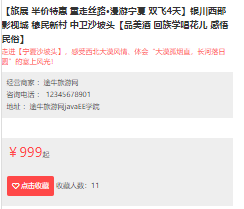 【旅展 半价特惠 重走丝路•漫游宁夏 双飞4天】银川西部
影视城 镇民新村 中卫沙坡头【品美酒 回族学唱花儿 感悟
民俗】
走进【宁夏沙坡头】，感受西北大漠风情、体会“大漠孤烟直，长河落日
圆”的塞上风光！
经营商家 ：途牛旅游网
咨询电话 ： 12345678901
地址 ：途牛旅游网javaEE学院
￥999起
点击收藏 收藏人数：11